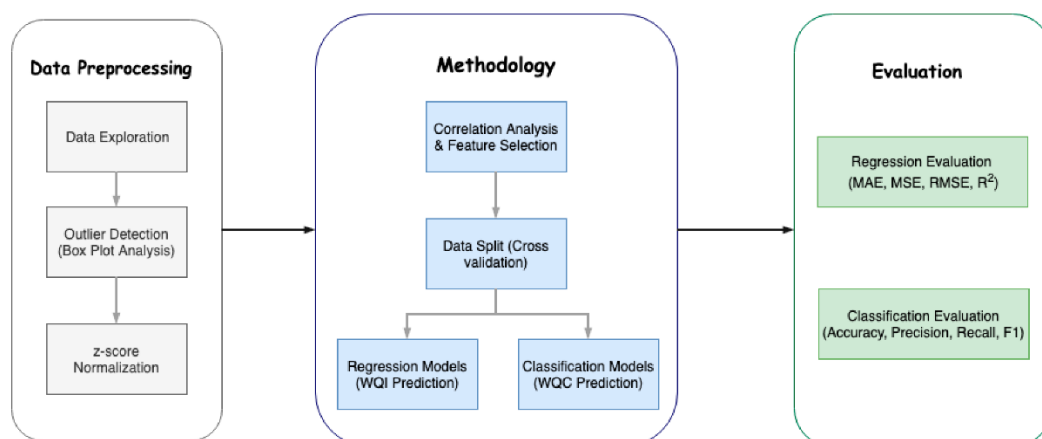 Data Preprocessing
Data Exploration
Outlier Detection
(Box Plot Analysis)
z-score
Normalization
Methodology
Correlation Analysis
& Feature Selection
Data Split (Cross
validation)
Regression Models
(WQI Prediction)
Classification Models
(WQC Prediction)
Evaluation
Regression Evaluation
(MAE, MSE, RMSE, R²)
Classification Evaluation
(Accuracy, Precision, Recall, F1)